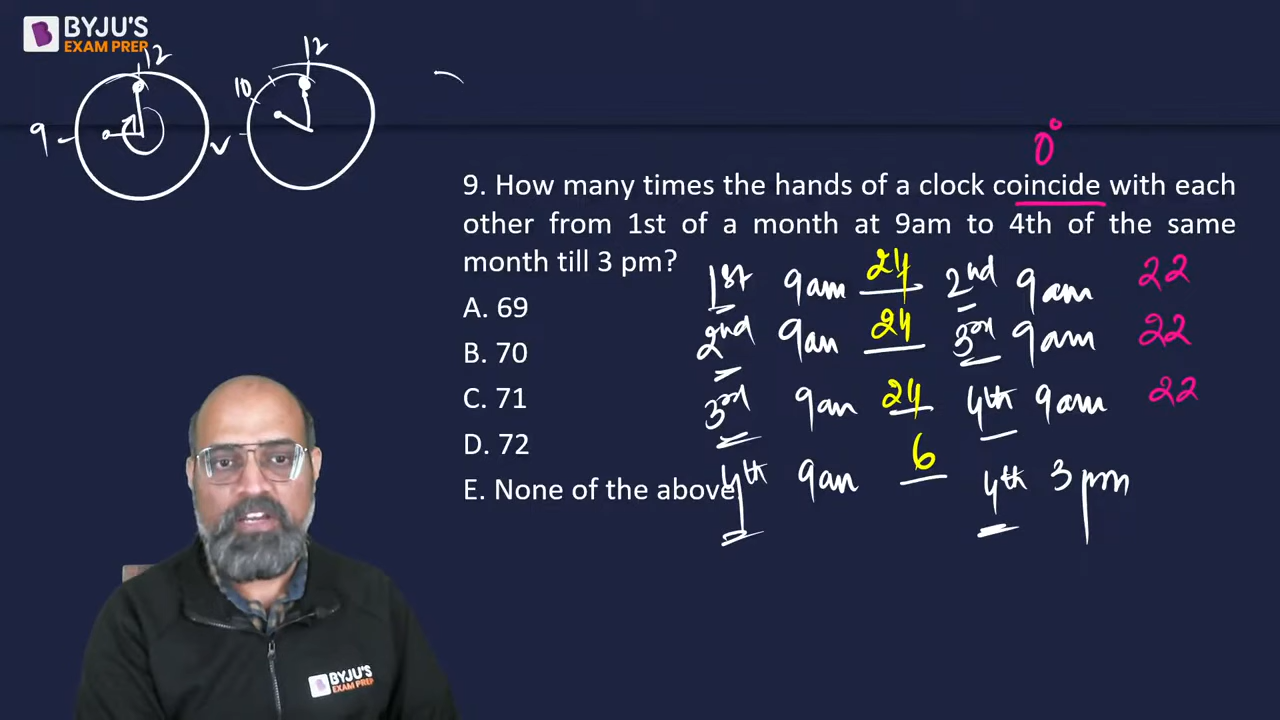 BYJU'S
EXAM PREP
12
9
12
10
0°
9. How many times the hands of a clock coincide with each
other from 1st of a month at 9am to 4th of the same
month till 3 pm?
A. 69
B. 70
C. 71
D. 72
E. None of the above.
1st 9am 24 2nd 9am 22
2nd 9am 24 3rd 9am 22
3rd 9am 24 4th 9am 22
4th 9am 6 4th 3pm
BYJU'S
EXAM PREP